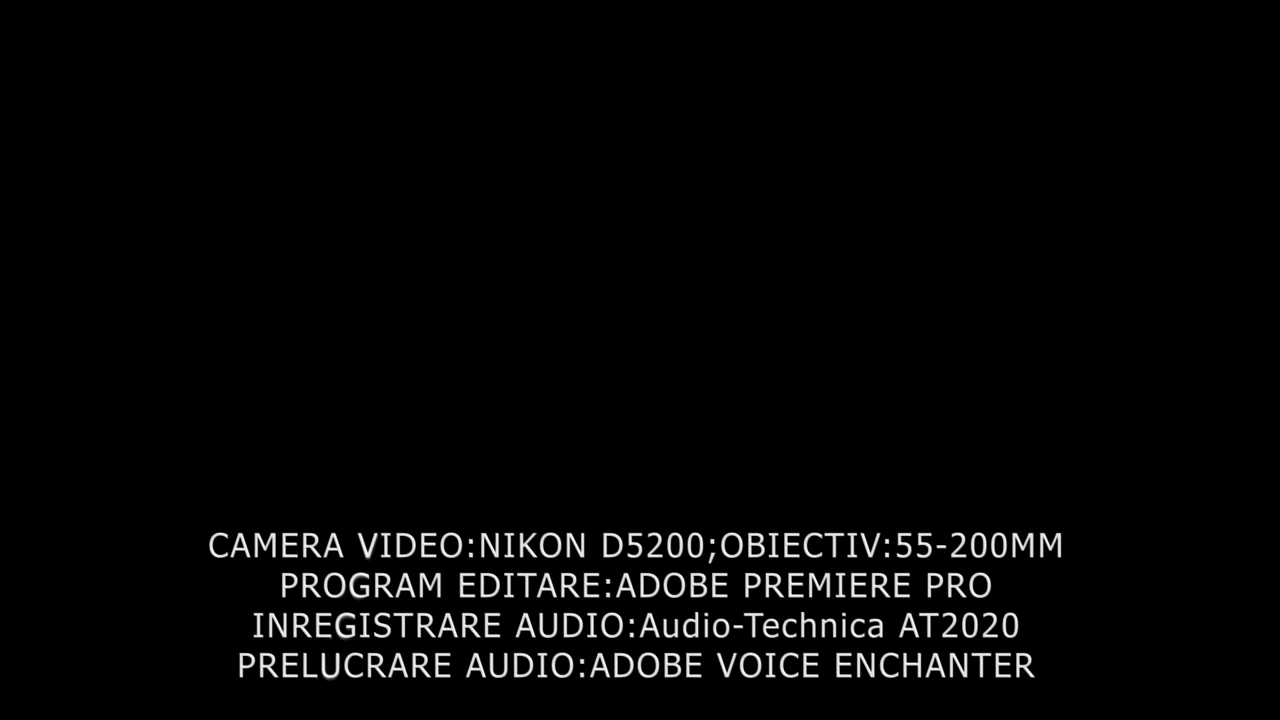 CAMERA VIDEO:NIKON D5200;OBIECTIV:55-200MM
PROGRAM EDITARE:ADOBE PREMIERE PRO
INREGISTRARE AUDIO:Audio-Technica AT2020
PRELUCRARE AUDIO:ADOBE VOICE ENCHANTER